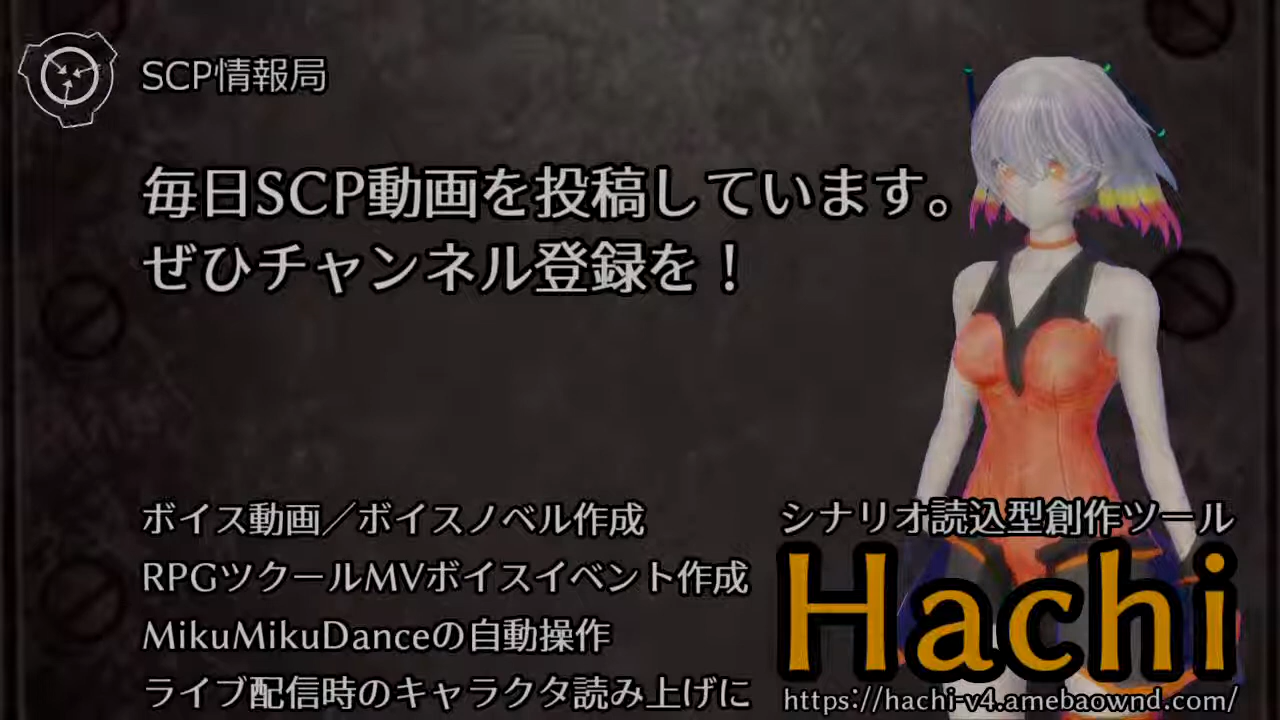 SCP情報局
毎日SCP動画を投稿しています。
ぜひチャンネル登録を！
ボイス動画／ボイスノベル作成
RPGツクールMVボイスイベント作成
MikuMikuDanceの自動操作
ライブ配信時のキャラクタ読み上げに
シナリオ読込型創作ツール
Hachi
https://hachi-v4.amebaownd.com/